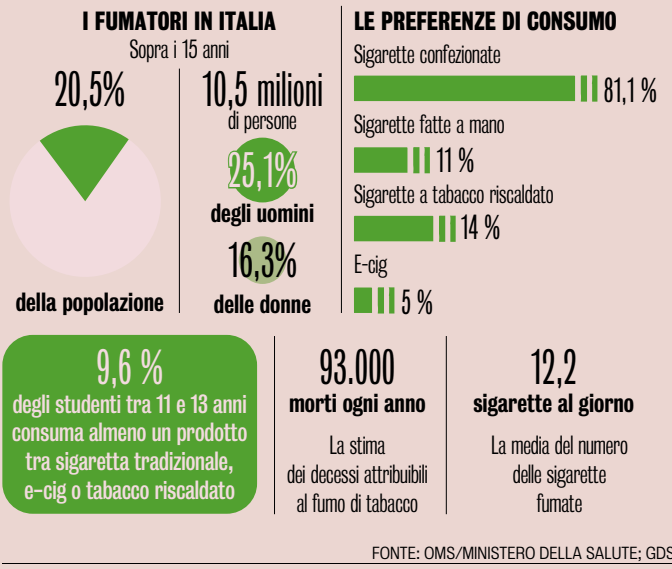 I FUMATORI IN ITALIA
Sopra i 15 anni
20,5%
della popolazione
10,5 milioni
di persone
25,1%
degli uomini
16,3%
delle donne
LE PREFERENZE DI CONSUMO
Sigarette confezionate
81,1 %
Sigarette fatte a mano
11 %
Sigarette a tabacco riscaldato
14 %
E-cig
5 %
9,6 %
degli studenti tra 11 e 13 anni
consuma almeno un prodotto
tra sigaretta tradizionale,
e-cig o tabacco riscaldato
93.000
morti ogni anno
La stima
dei decessi attribuibili
al fumo di tabacco
12,2
sigarette al giorno
La media del numero
delle sigarette
fumate
FONTE: OMS/MINISTERO DELLA SALUTE; GDS